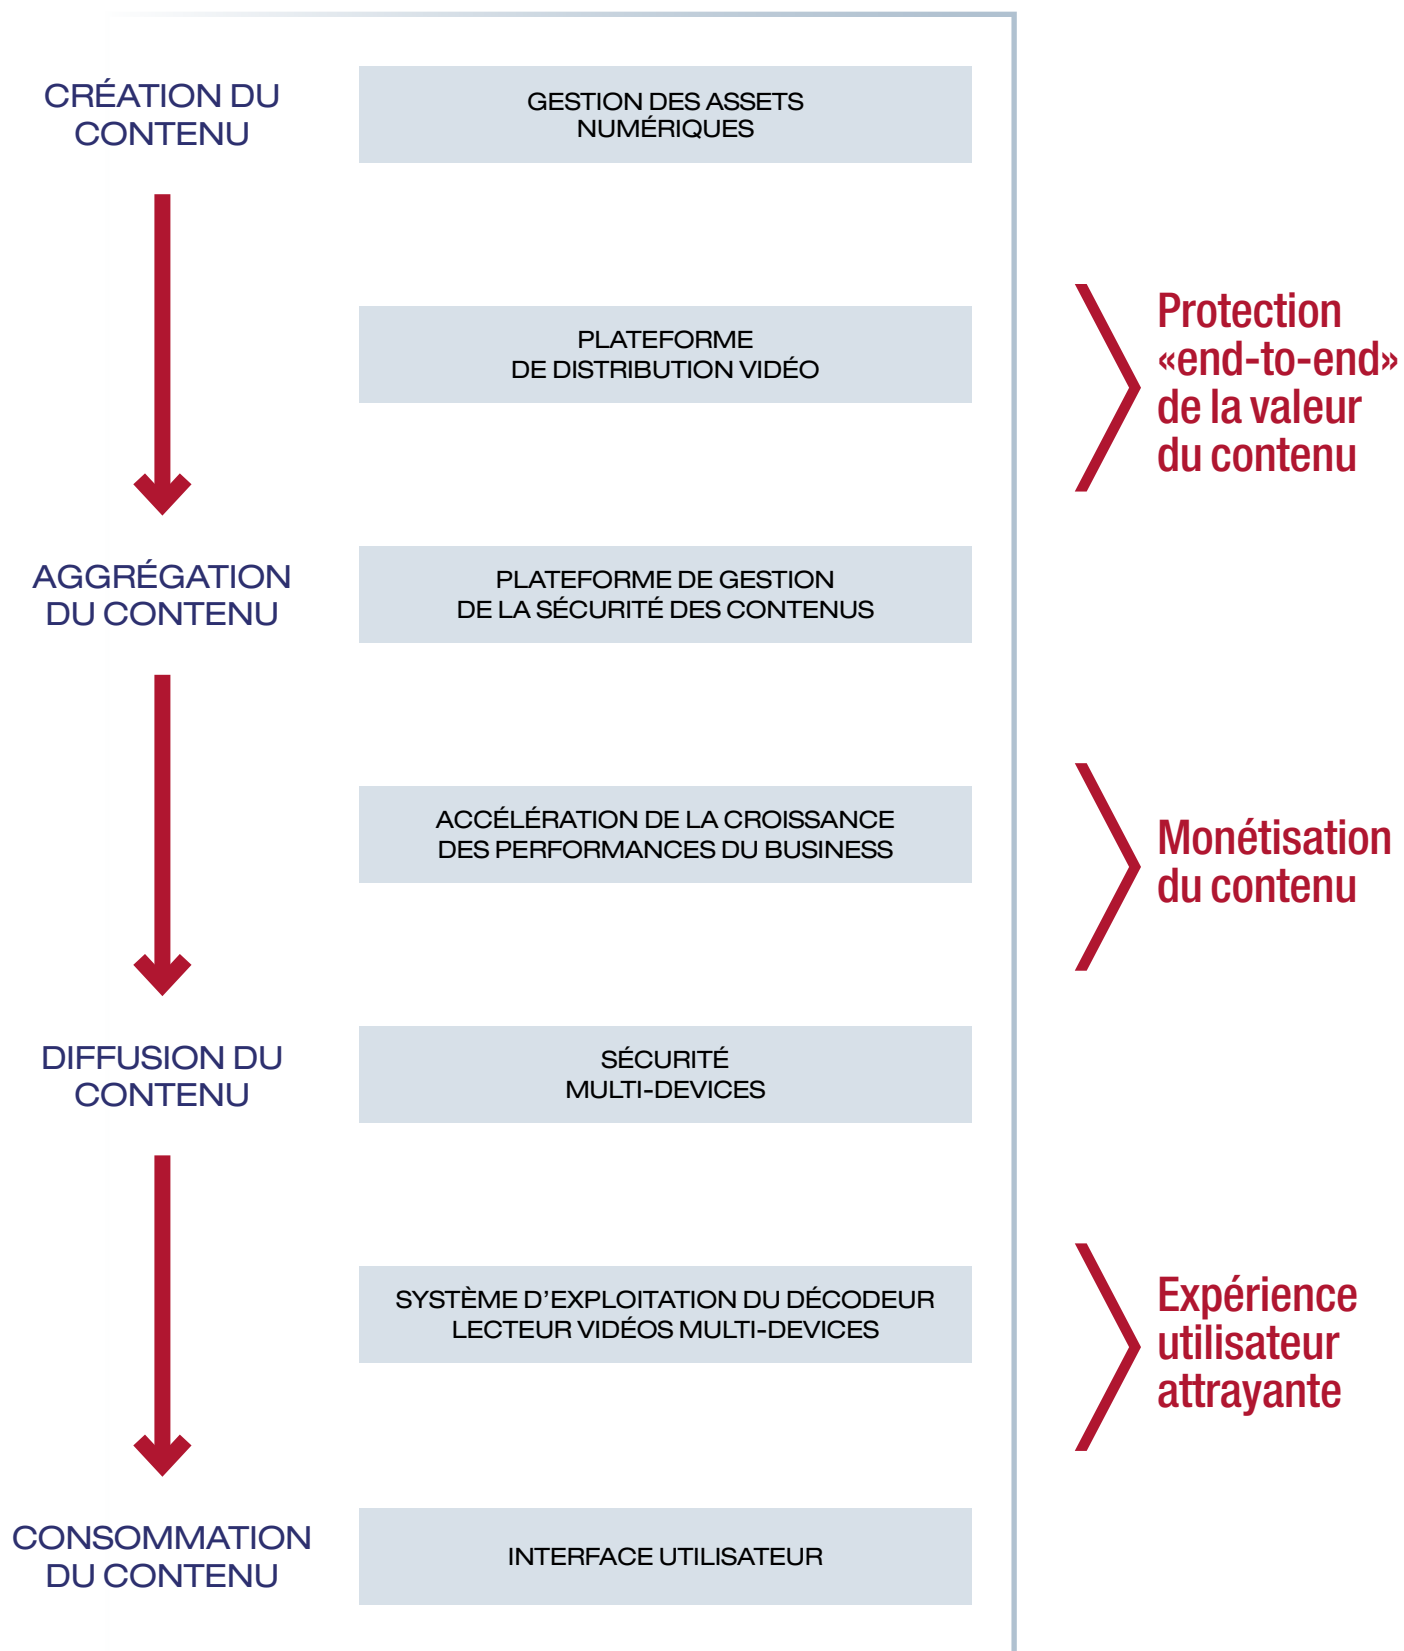 CRÉATION DU
CONTENU
GESTION DES ASSETS
NUMÉRIQUES
PLATEFORME
DE DISTRIBUTION VIDÉO
Protection
«end-to-end»
de la valeur
du contenu
AGGRÉGATION
DU CONTENU
PLATEFORME DE GESTION
DE LA SÉCURITÉ DES CONTENUS
ACCÉLÉRATION DE LA CROISSANCE
DES PERFORMANCES DU BUSINESS
Monétisation
du contenu
DIFFUSION DU
CONTENU
SÉCURITÉ
MULTI-DEVICES
SYSTÈME D’EXPLOITATION DU DÉCODEUR
LECTEUR VIDÉOS MULTI-DEVICES
Expérience
utilisateur
attrayante
CONSOMMATION
DU CONTENU
INTERFACE UTILISATEUR